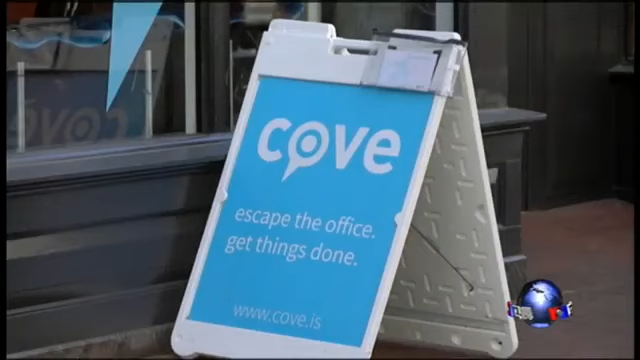 cove
escape the office.
get things done.
www.cove.is